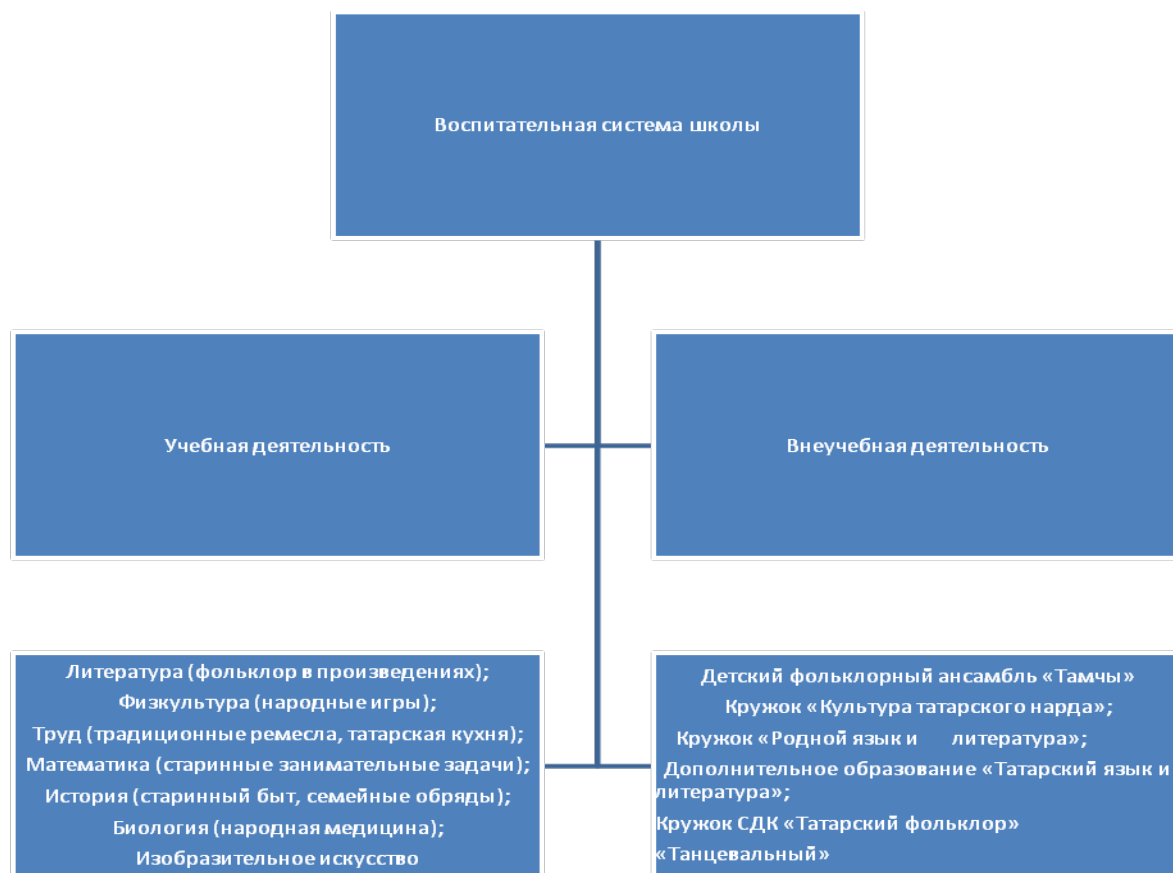 Воспитательная система школы
Учебная деятельность
Внеучебная деятельность
Литература (фольклор в произведениях);
Физкультура (народные игры);
Труд (традиционные ремесла, татарская кухня);
Математика (старинные занимательные задачи);
История (старинный быт, семейные обряды);
Биология (народная медицина);
Изобразительное искусство
Детский фольклорный ансамбль «Тамчы»
Кружок «Культура татарского нарда»;
Кружок «Родной язык и литература»;
Дополнительное образование «Татарский язык и
литература»;
Кружок СДК «Татарский фольклор»
«Танцевальный»